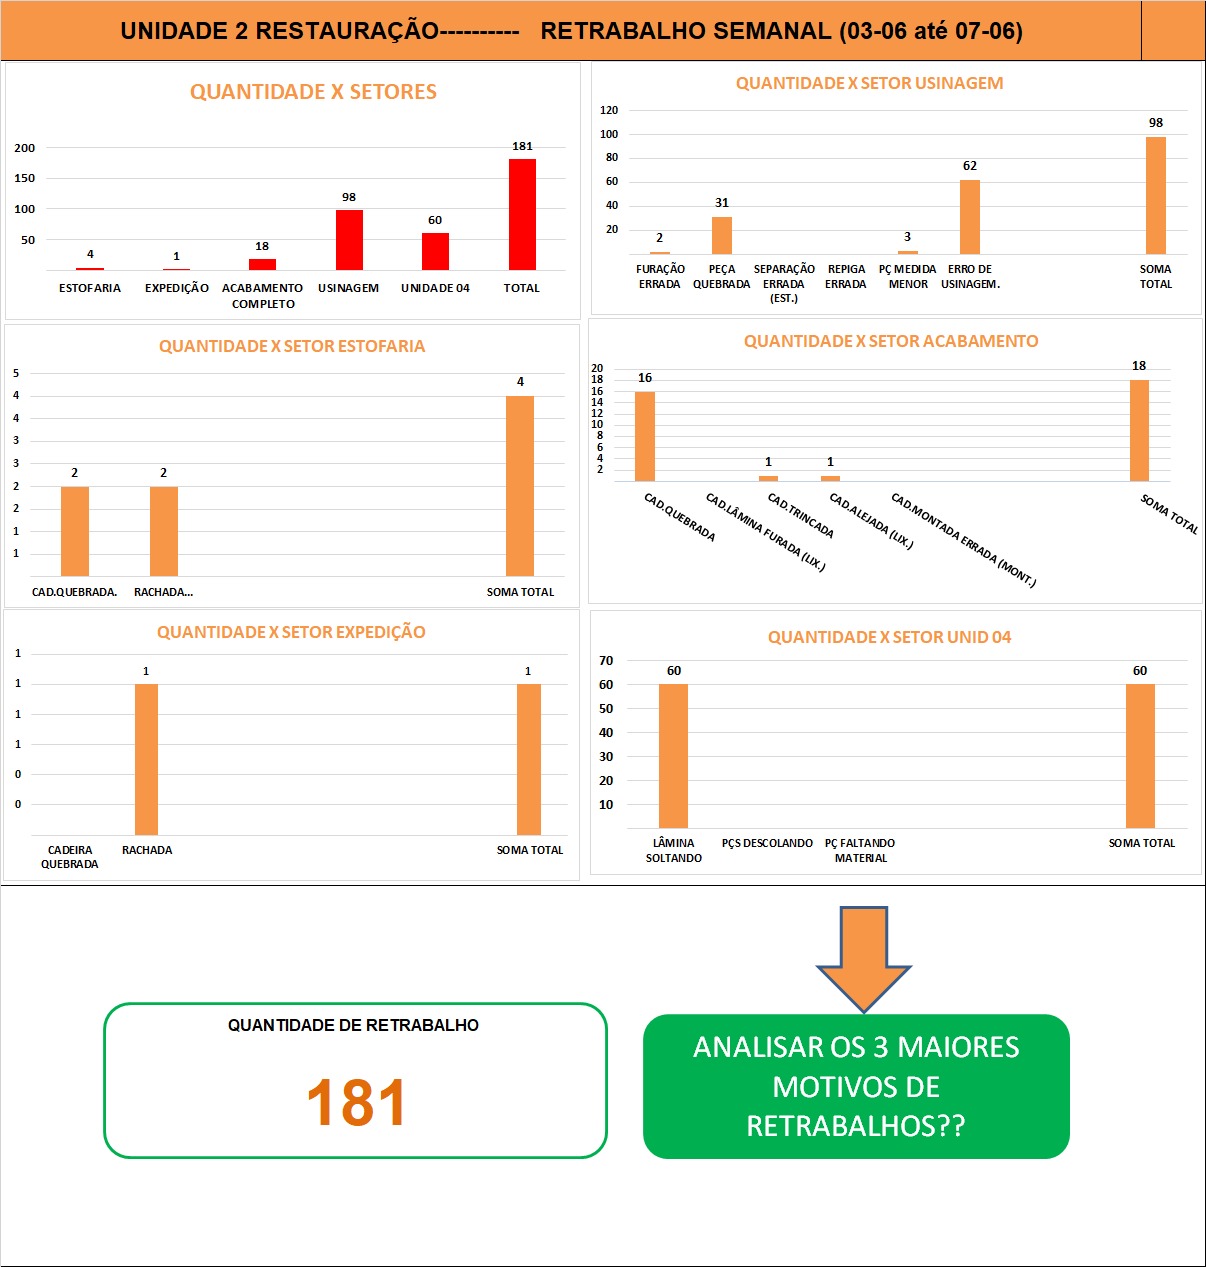 UNIDADE 2 RESTAURAÇÃO----------   RETRABALHO SEMANAL (03-06 até 07-06)
QUANTIDADE X SETORES
200
150
100
50
4
1
18
98
60
181
ESTOFARIA
EXPEDIÇÃO
ACABAMENTO
COMPLETO
USINAGEM
UNIDADE 04
TOTAL
QUANTIDADE X SETOR USINAGEM
120
100
80
60
40
20
2
31
3
62
98
FURAÇÃO
ERRADA
PEÇA
QUEBRADA
SEPARAÇÃO
ERRADA
(EST.)
REPIGA
ERRADA
PÇ MEDIDA
MENOR
ERRO DE
USINAGEM.
SOMA
TOTAL
QUANTIDADE X SETOR ESTOFARIA
5
4
4
3
3
2
2
1
1
2
2
4
CAD.QUEBRADA.
RACHADA...
SOMA TOTAL
QUANTIDADE X SETOR ACABAMENTO
20
18
16
14
12
10
8
6
4
2
16
1
1
18
CAD.QUEBRADA
CAD.LÂMINA FURADA (LIX.)
CAD.TRINCADA
CAD.ALEJADA (LIX.)
CAD.MONTADA ERRADA (MONT.)
SOMA TOTAL
QUANTIDADE X SETOR EXPEDIÇÃO
1
1
1
1
0
0
1
1
CADEIRA
QUEBRADA
RACHADA
SOMA TOTAL
QUANTIDADE X SETOR UNID 04
70
60
50
40
30
20
10
60
60
LÂMINA
SOLTANDO
PÇS DESCOLANDO
PÇ FALTANDO
MATERIAL
SOMA TOTAL
QUANTIDADE DE RETRABALHO
181
ANALISAR OS 3 MAIORES
MOTIVOS DE
RETRABALHOS??